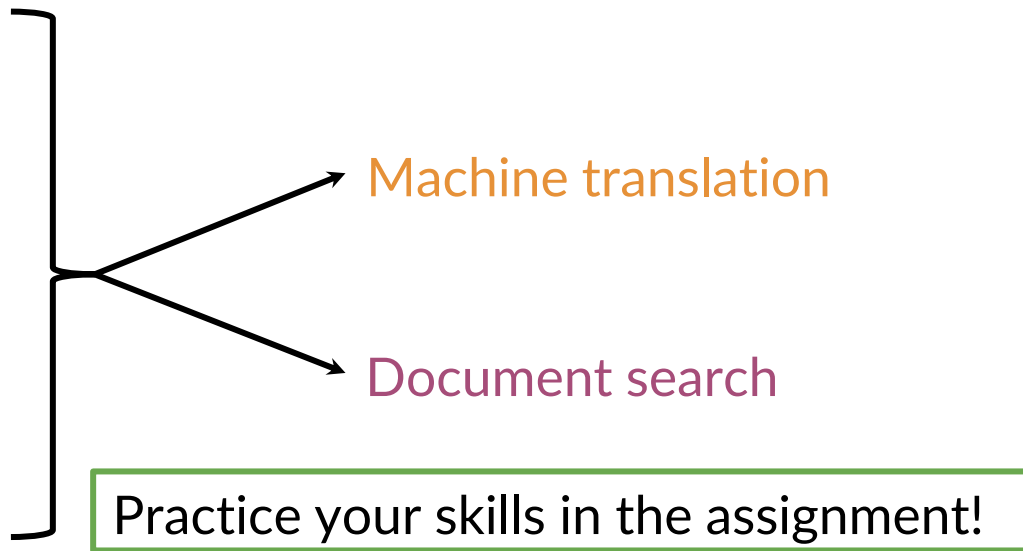 Machine translation
Document search
Practice your skills in the assignment!